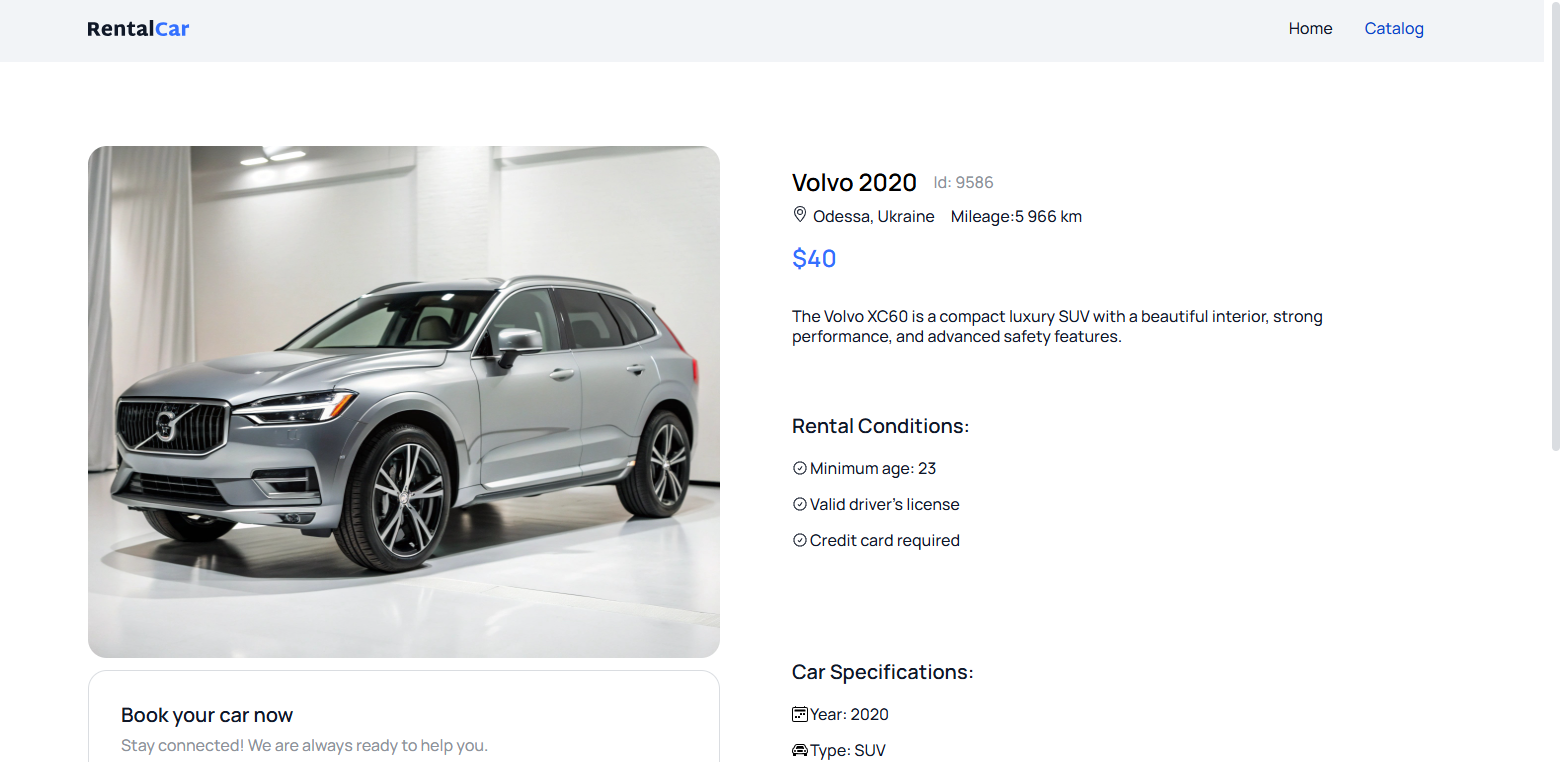 RentalCar
Home Catalog
Volvo 2020 Id: 9586
Odessa, Ukraine Mileage:5 966 km
$40
The Volvo XC60 is a compact luxury SUV with a beautiful interior, strong
performance, and advanced safety features.
Rental Conditions:
Minimum age: 23
Valid driver's license
Credit card required
Car Specifications:
Year: 2020
Type: SUV
Book your car now
Stay connected! We are always ready to help you.